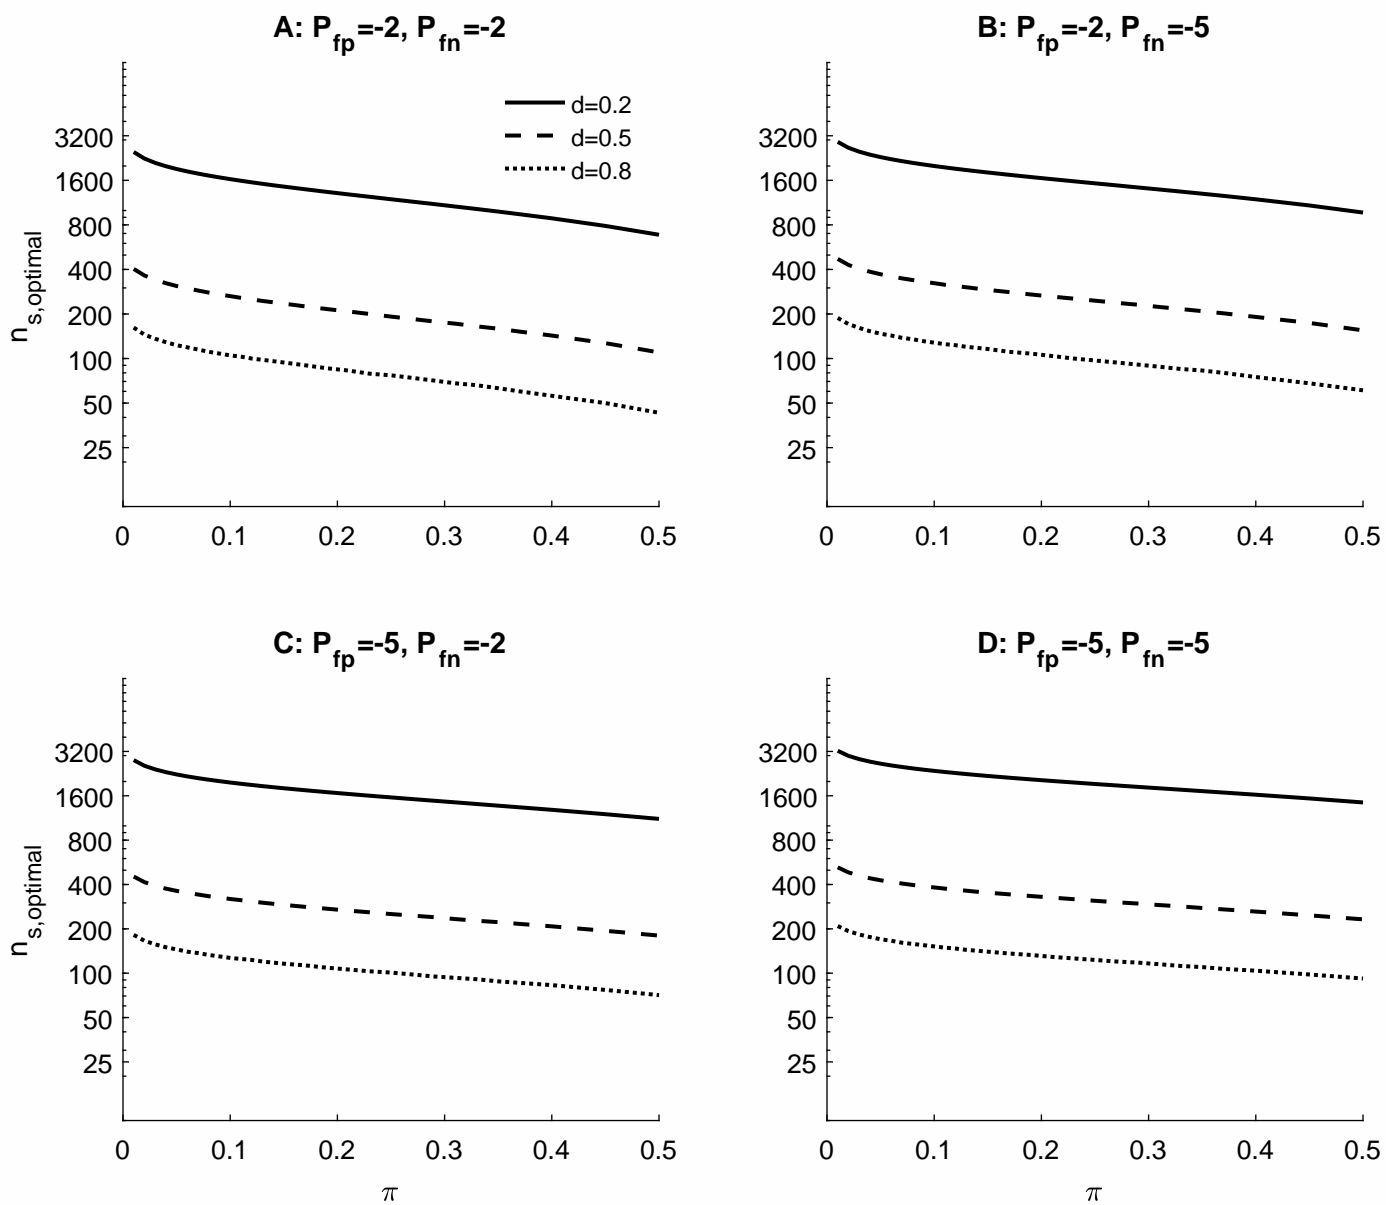 A: P_fp=-2, P_fn=-2
n_s,optimal
3200
1600
800
400
200
100
50
25
d=0.2
d=0.5
d=0.8
0 0.1 0.2 0.3 0.4 0.5
B: P_fp=-2, P_fn=-5
3200
1600
800
400
200
100
50
25
0 0.1 0.2 0.3 0.4 0.5
C: P_fp=-5, P_fn=-2
n_s,optimal
3200
1600
800
400
200
100
50
25
0 0.1 0.2 0.3 0.4 0.5
π
D: P_fp=-5, P_fn=-5
3200
1600
800
400
200
100
50
25
0 0.1 0.2 0.3 0.4 0.5
π